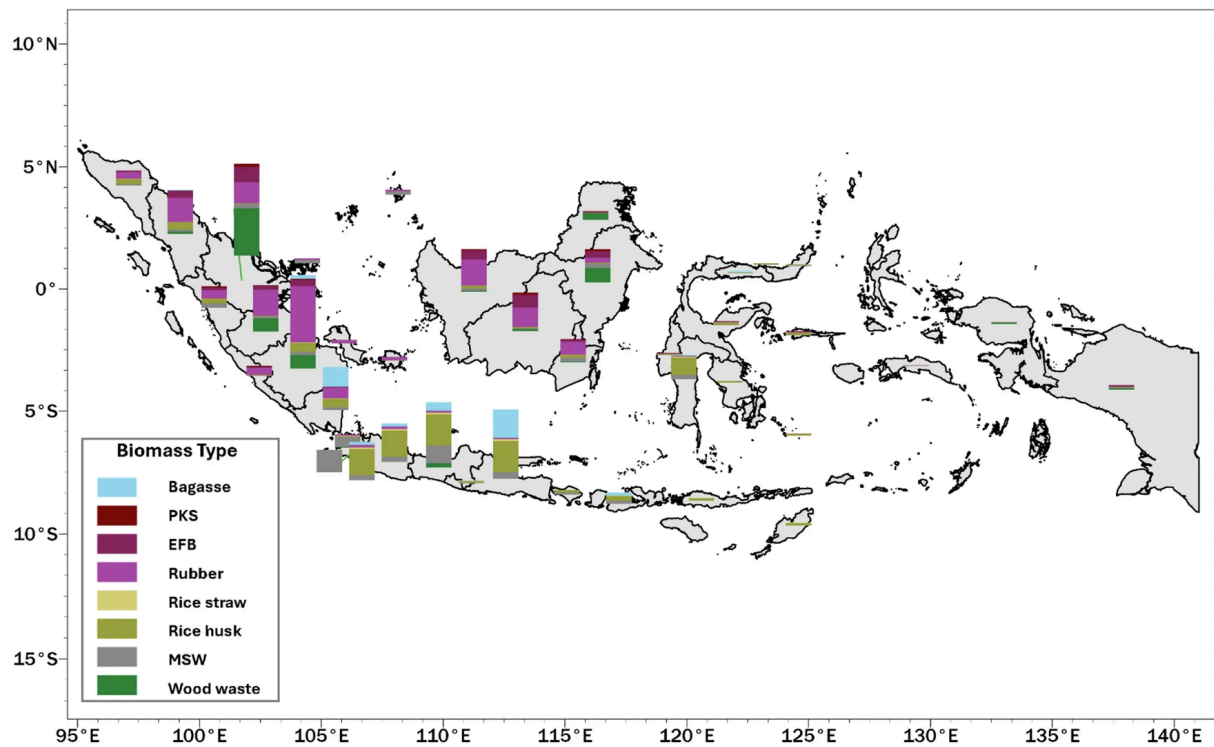 10°N
5°N
0°
5°S
10°S
15°S
Biomass Type
Bagasse
PKS
EFB
Rubber
Rice straw
Rice husk
MSW
Wood waste
95°E 100°E 105°E 110°E 115°E 120°E 125°E 130°E 135°E 140°E